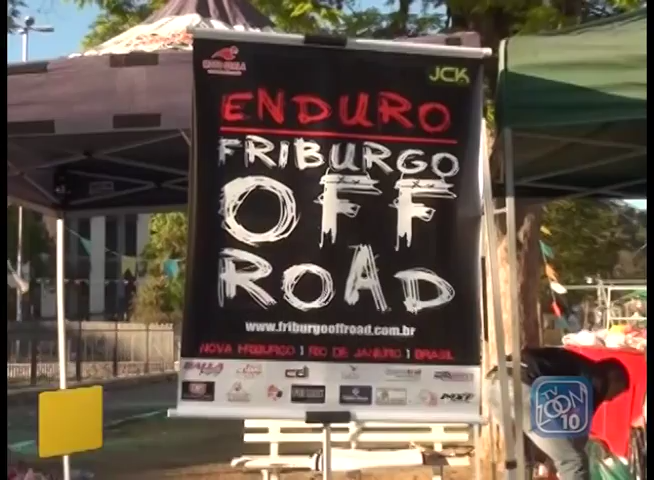 JCK
ENDURO
FRIBURGO
OFF
ROAD
www.friburgooffroad.com.br
NOVA FRIBURGO | RIO DE JANEIRO | BRASIL
TV
ZOOM
10